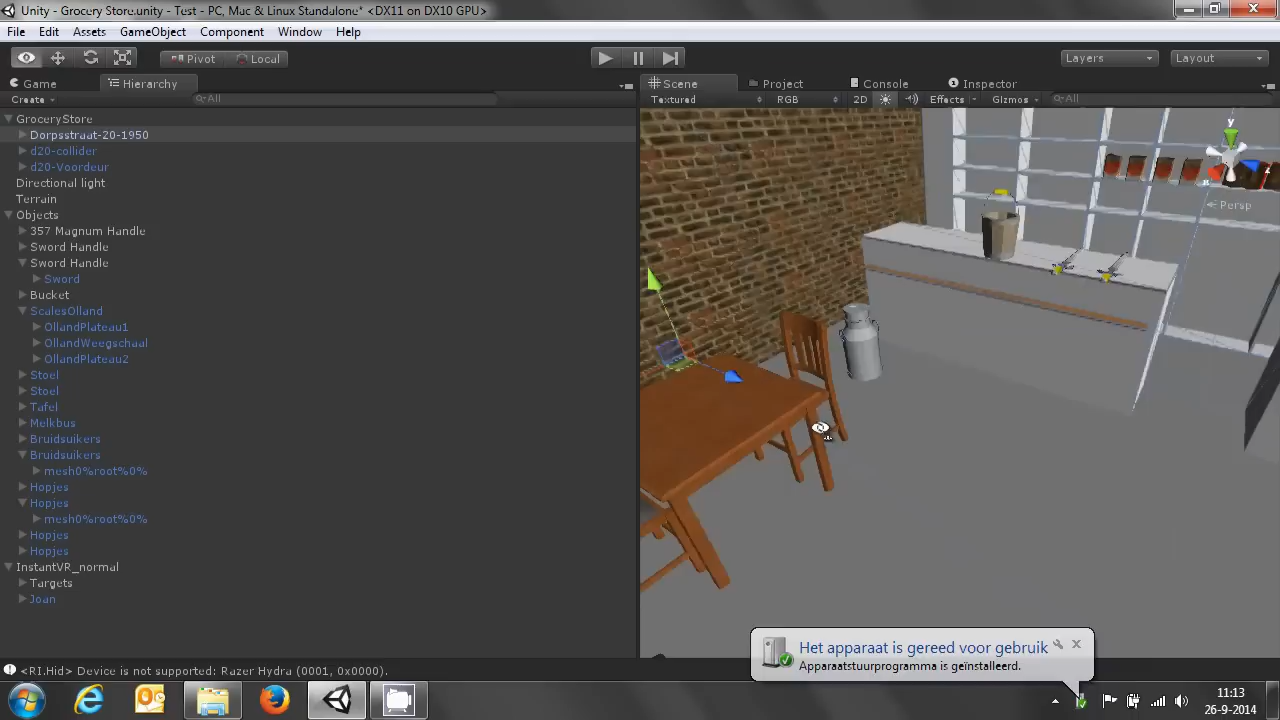 Unity - Grocery Store.unity - Test - PC, Mac & Linux Standalone* <DX11 on DX10 GPU>
File Edit Assets GameObject Component Window Help
Pivot Local Layers Layout
Game Hierarchy Scene Project Console Inspector
Create All Textured RGB 2D Effects Gizmos All
GroceryStore
Dorpsstraat-20-1950
d20-collider
d20-Voordeur
Directional light
Terrain
Objects
357 Magnum Handle
Sword Handle
Sword Handle
Sword
Bucket
ScalesOlland
OllandPlateau1
OllandWeegschaal
OllandPlateau2
Stoel
Stoel
Tafel
Melkbus
Bruidsuikers
Bruidsuikers
mesh0%root%0%
Hopjes
Hopjes
mesh0%root%0%
Hopjes
Hopjes
InstantVR_normal
Targets
Joan
y
x
Persp
Het apparaat is gereed voor gebruik
Apparaatstuurprogramma is geïnstalleerd.
<RI.Hid> Device is not supported: Razer Hydra (0001, 0x0000).
11:13
26-9-2014